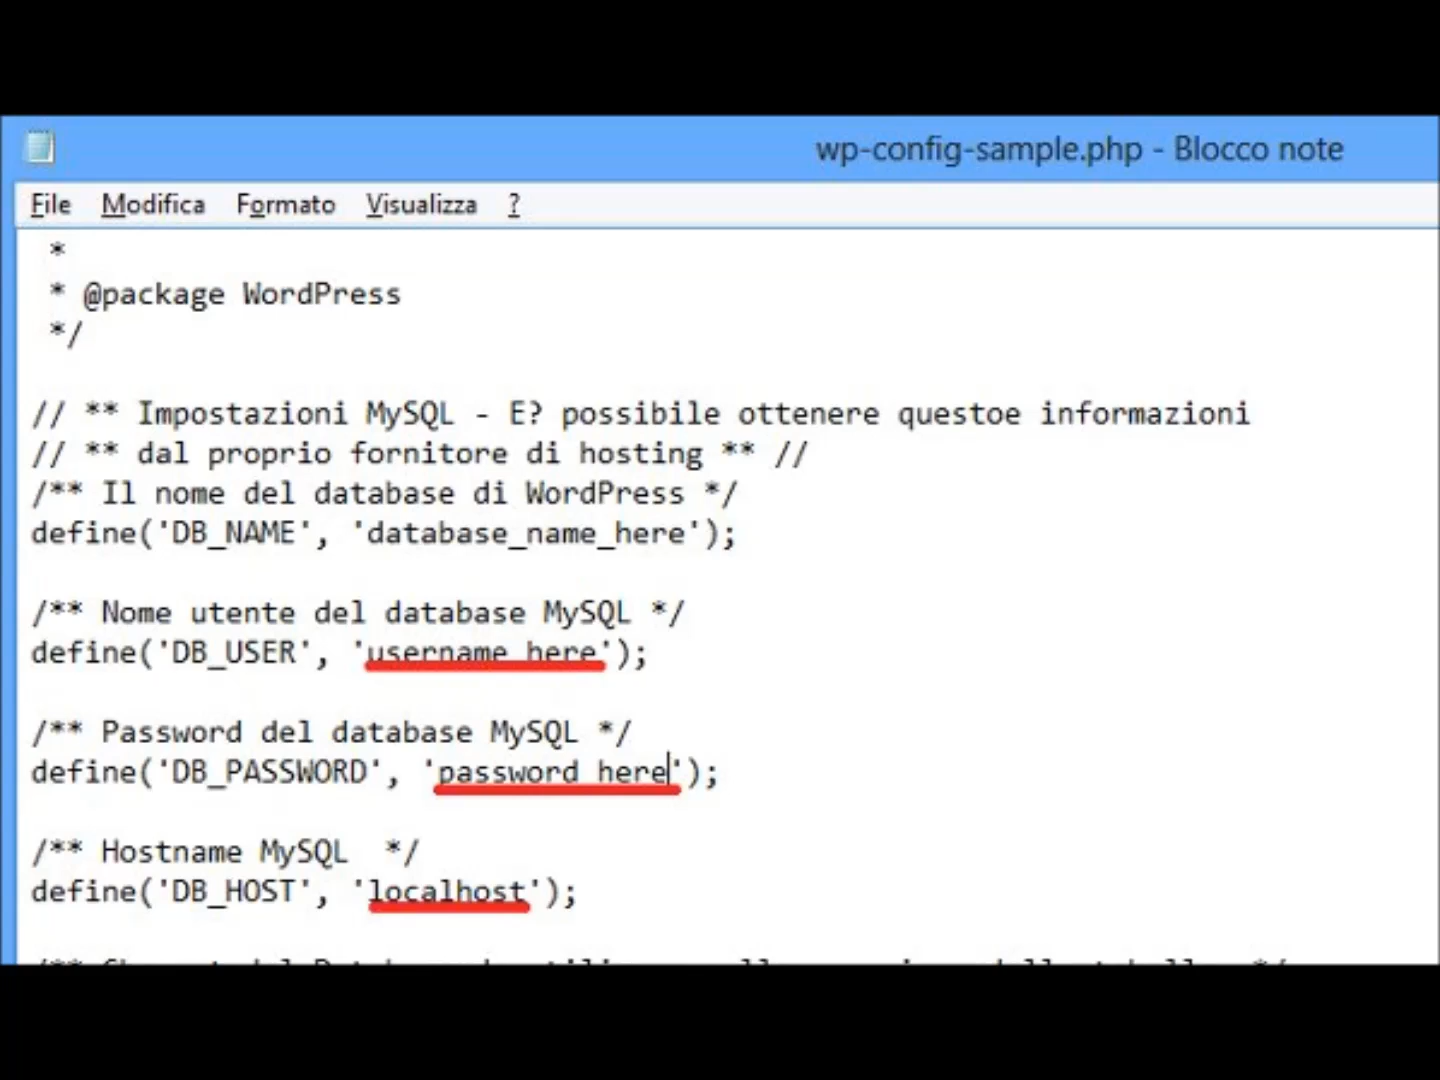 wp-config-sample.php - Blocco note
File Modifica Formato Visualizza ?
*
* @package WordPress
*/
// ** Impostazioni MySQL - E? possibile ottenere questoe informazioni
// ** dal proprio fornitore di hosting ** //
/** Il nome del database di WordPress */
define('DB_NAME', 'database_name_here');
/** Nome utente del database MySQL */
define('DB_USER', 'username_here');
/** Password del database MySQL */
define('DB_PASSWORD', 'password_here');
/** Hostname MySQL  */
define('DB_HOST', 'localhost');